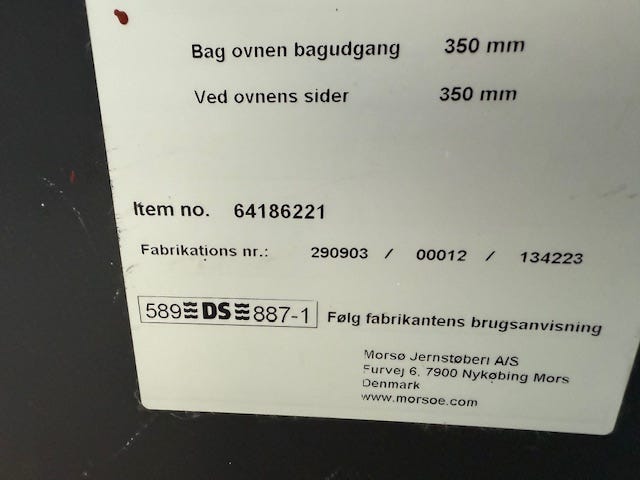 Bag ovnen bagudgang 350 mm
Ved ovnens sider 350 mm
Item no. 64186221
Fabrikations nr.: 290903 / 00012 / 134223
589 DS 887-1 Følg fabrikantens brugsanvisning
Morsø Jernstøberi A/S
Furvej 6, 7900 Nykøbing Mors
Denmark
www.morsoe.com